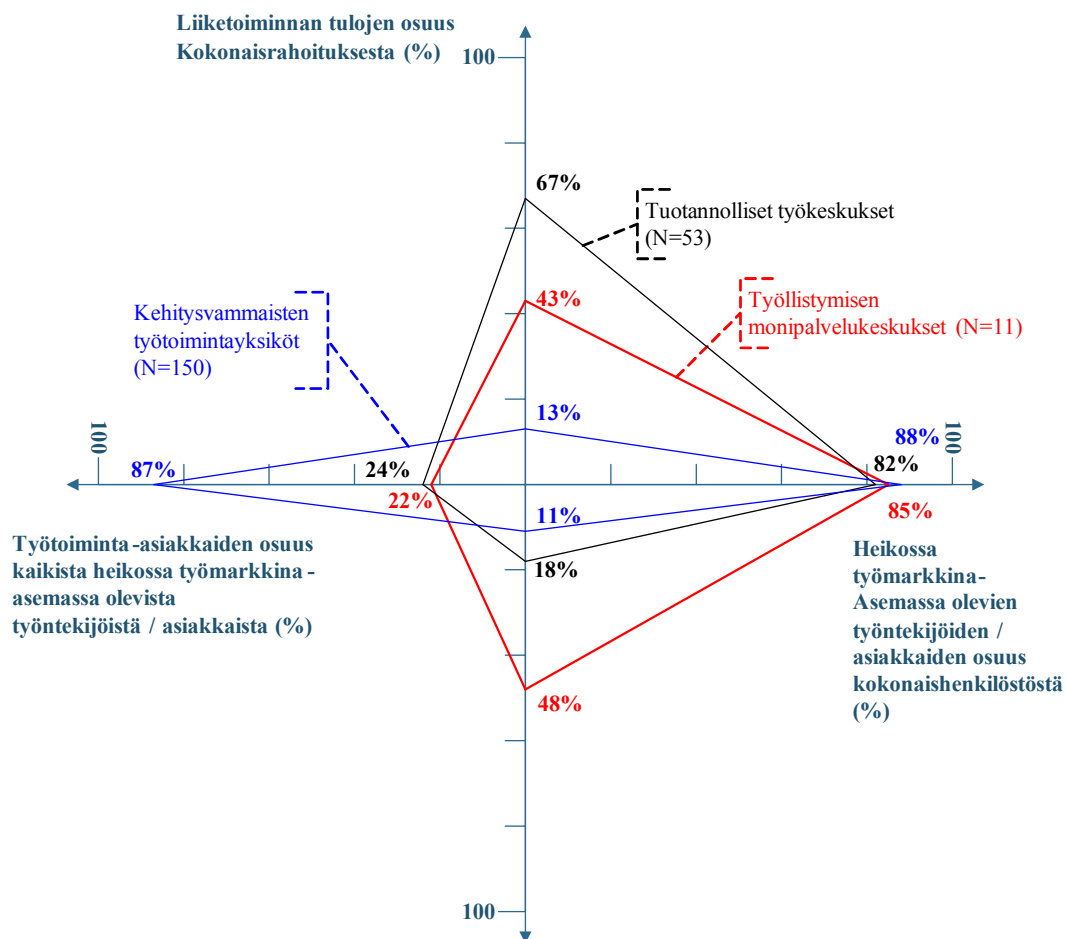 Liiketoiminnan tulojen osuus
Kokonaisrahoituksesta (%)
100
67%
Tuotannolliset työkeskukset
(N=53)
43%
Työllistymisen
monipalvelukeskukset (N=11)
Kehitysvammaisten
työtoimintayksiköt
(N=150)
13%
100
87%
24%
22%
88%
82%
85%
100
11%
18%
Työtoiminta-asiakkaiden osuus
kaikista heikossa työmarkkina-
asemassa olevista
työntekijöistä / asiakkaista (%)
Heikossa
työmarkkina-
Asemassa olevien
työntekijöiden /
asiakkaiden osuus
kokonaishenkilöstöstä
(%)
48%
100